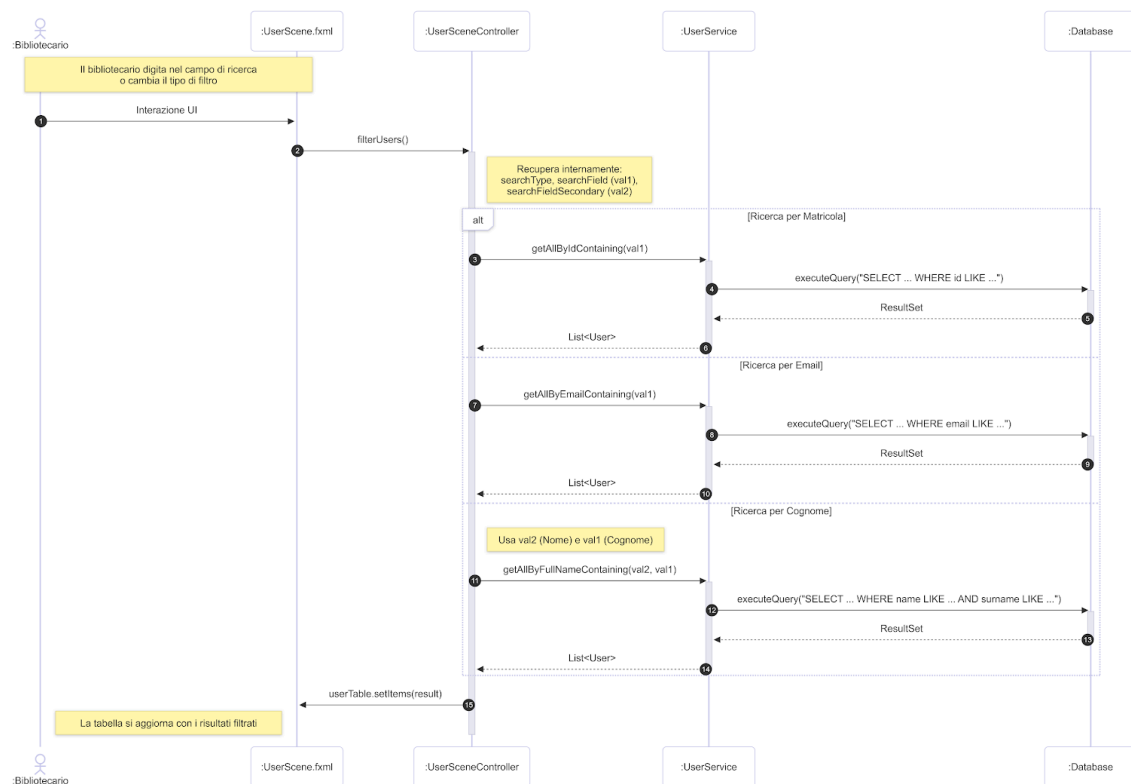 :Bibliotecario
:UserScene.fxml
:UserSceneController
:UserService
:Database
Il bibliotecario digita nel campo di ricerca
o cambia il tipo di filtro
Interazione UI
1
filterUsers()
2
Recupera internamente:
searchType, searchField (val1),
searchFieldSecondary (val2)
alt
[Ricerca per Matricola]
getAllByIdContaining(val1)
3
executeQuery("SELECT ... WHERE id LIKE ...")
4
ResultSet
5
List<User>
6
[Ricerca per Email]
getAllByEmailContaining(val1)
7
executeQuery("SELECT ... WHERE email LIKE ...")
8
ResultSet
9
List<User>
10
[Ricerca per Cognome]
Usa val2 (Nome) e val1 (Cognome)
getAllByFullNameContaining(val2, val1)
11
executeQuery("SELECT ... WHERE name LIKE ... AND surname LIKE ...")
12
ResultSet
13
List<User>
14
userTable.setItems(result)
15
La tabella si aggiorna con i risultati filtrati
:Bibliotecario
:UserScene.fxml
:UserSceneController
:UserService
:Database